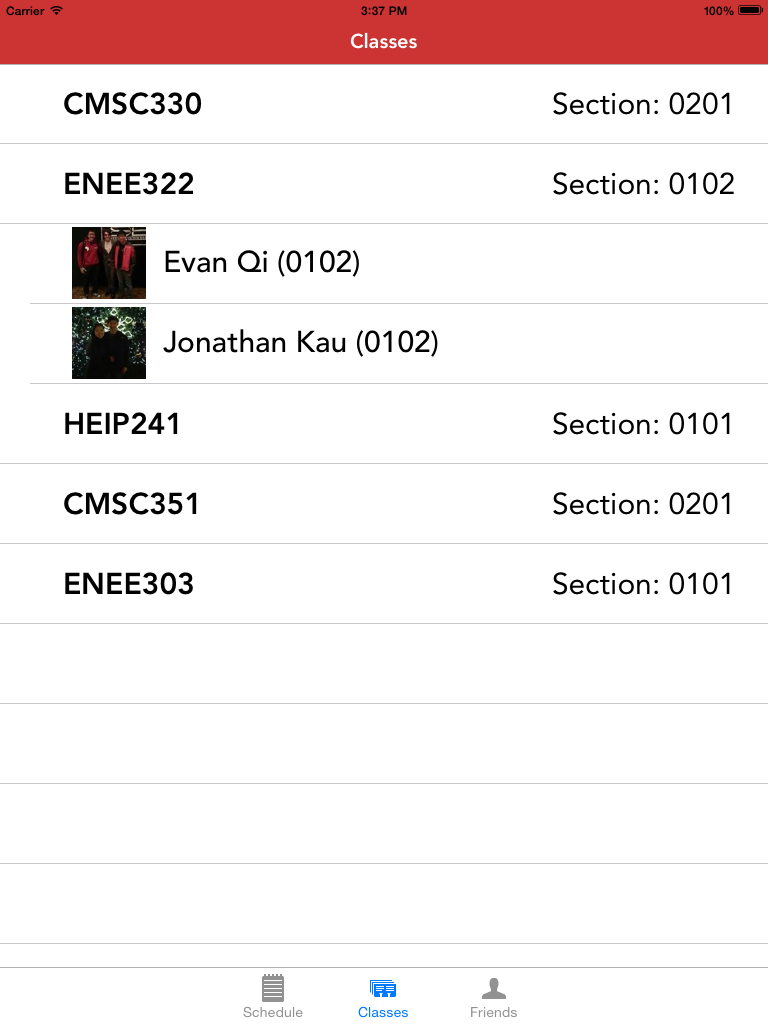 Carrier 3:37 PM 100%
Classes
CMSC330 Section: 0201
ENEE322 Section: 0102
Evan Qi (0102)
Jonathan Kau (0102)
HEIP241 Section: 0101
CMSC351 Section: 0201
ENEE303 Section: 0101
Schedule Classes Friends